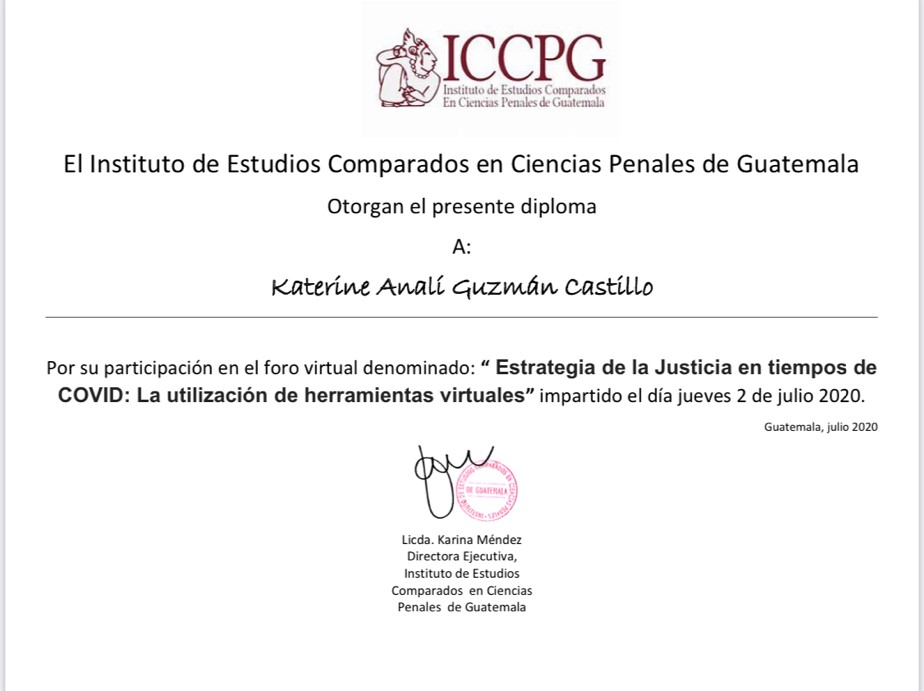 ICCPG
Instituto de Estudios Comparados
En Ciencias Penales de Guatemala
El Instituto de Estudios Comparados en Ciencias Penales de Guatemala
Otorgan el presente diploma
A:
Katerine Analí Guzmán Castillo
Por su participación en el foro virtual denominado: “ Estrategia de la Justicia en tiempos de
COVID: La utilización de herramientas virtuales” impartido el día jueves 2 de julio 2020.
Guatemala, julio 2020
DE GUATEMALA
Licda. Karina Méndez
Directora Ejecutiva,
Instituto de Estudios
Comparados en Ciencias
Penales de Guatemala